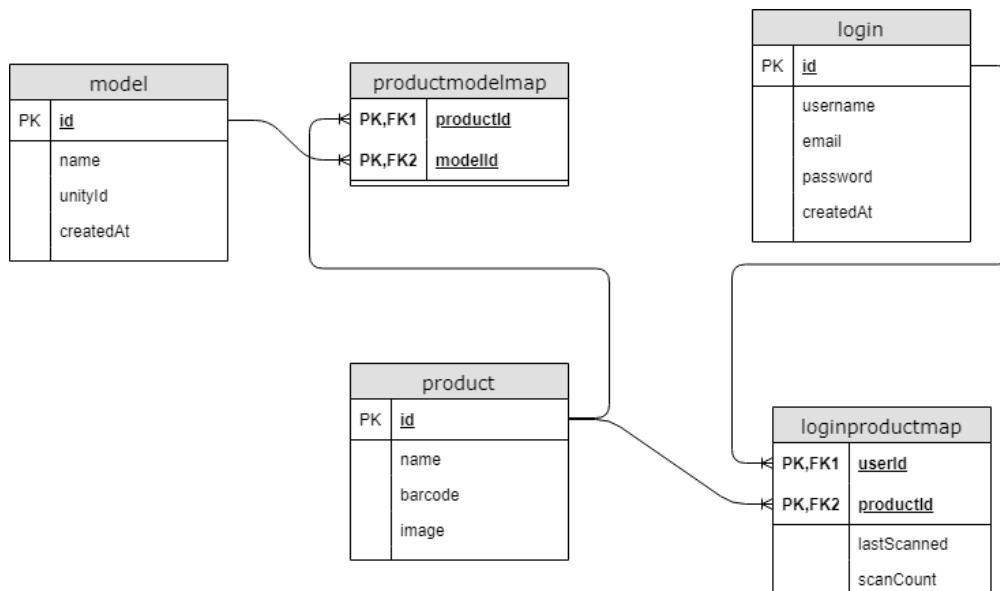 model
PK id
name
unityId
createdAt
productmodelmap
PK,FK1 productId
PK,FK2 modelId
login
PK id
username
email
password
createdAt
product
PK id
name
barcode
image
loginproductmap
PK,FK1 userId
PK,FK2 productId
lastScanned
scanCount